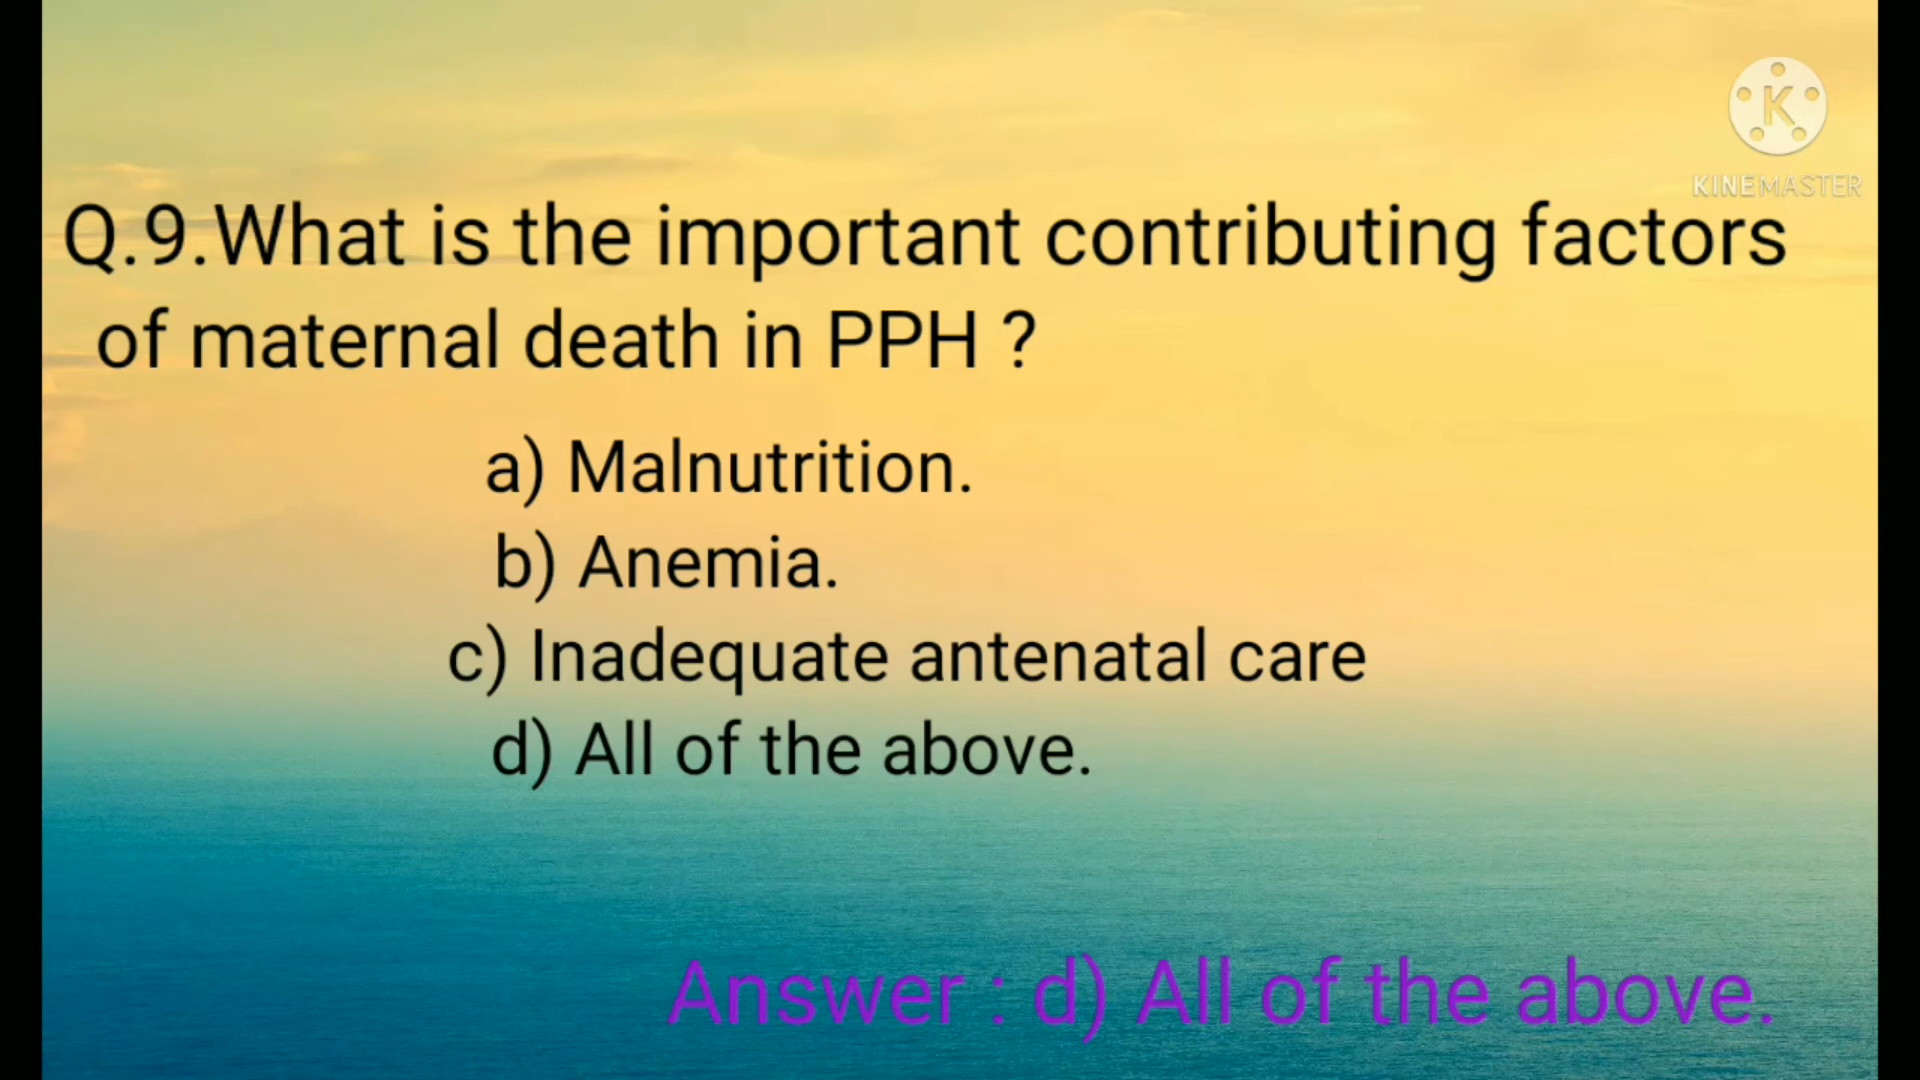 K
KINEMASTER
Q.9.What is the important contributing factors
of maternal death in PPH ?
a) Malnutrition.
b) Anemia.
c) Inadequate antenatal care
d) All of the above.
Answer : d) All of the above.